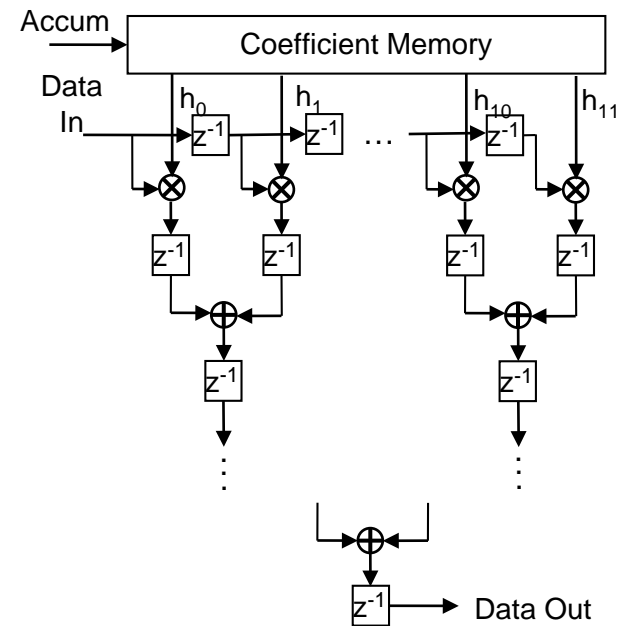 Accum
Coefficient Memory
Data
In
h₀
h₁
h₁₀
h₁₁
z⁻¹
z⁻¹
...
z⁻¹
z⁻¹
z⁻¹
z⁻¹
z⁻¹
z⁻¹
z⁻¹
...
...
z⁻¹
Data Out